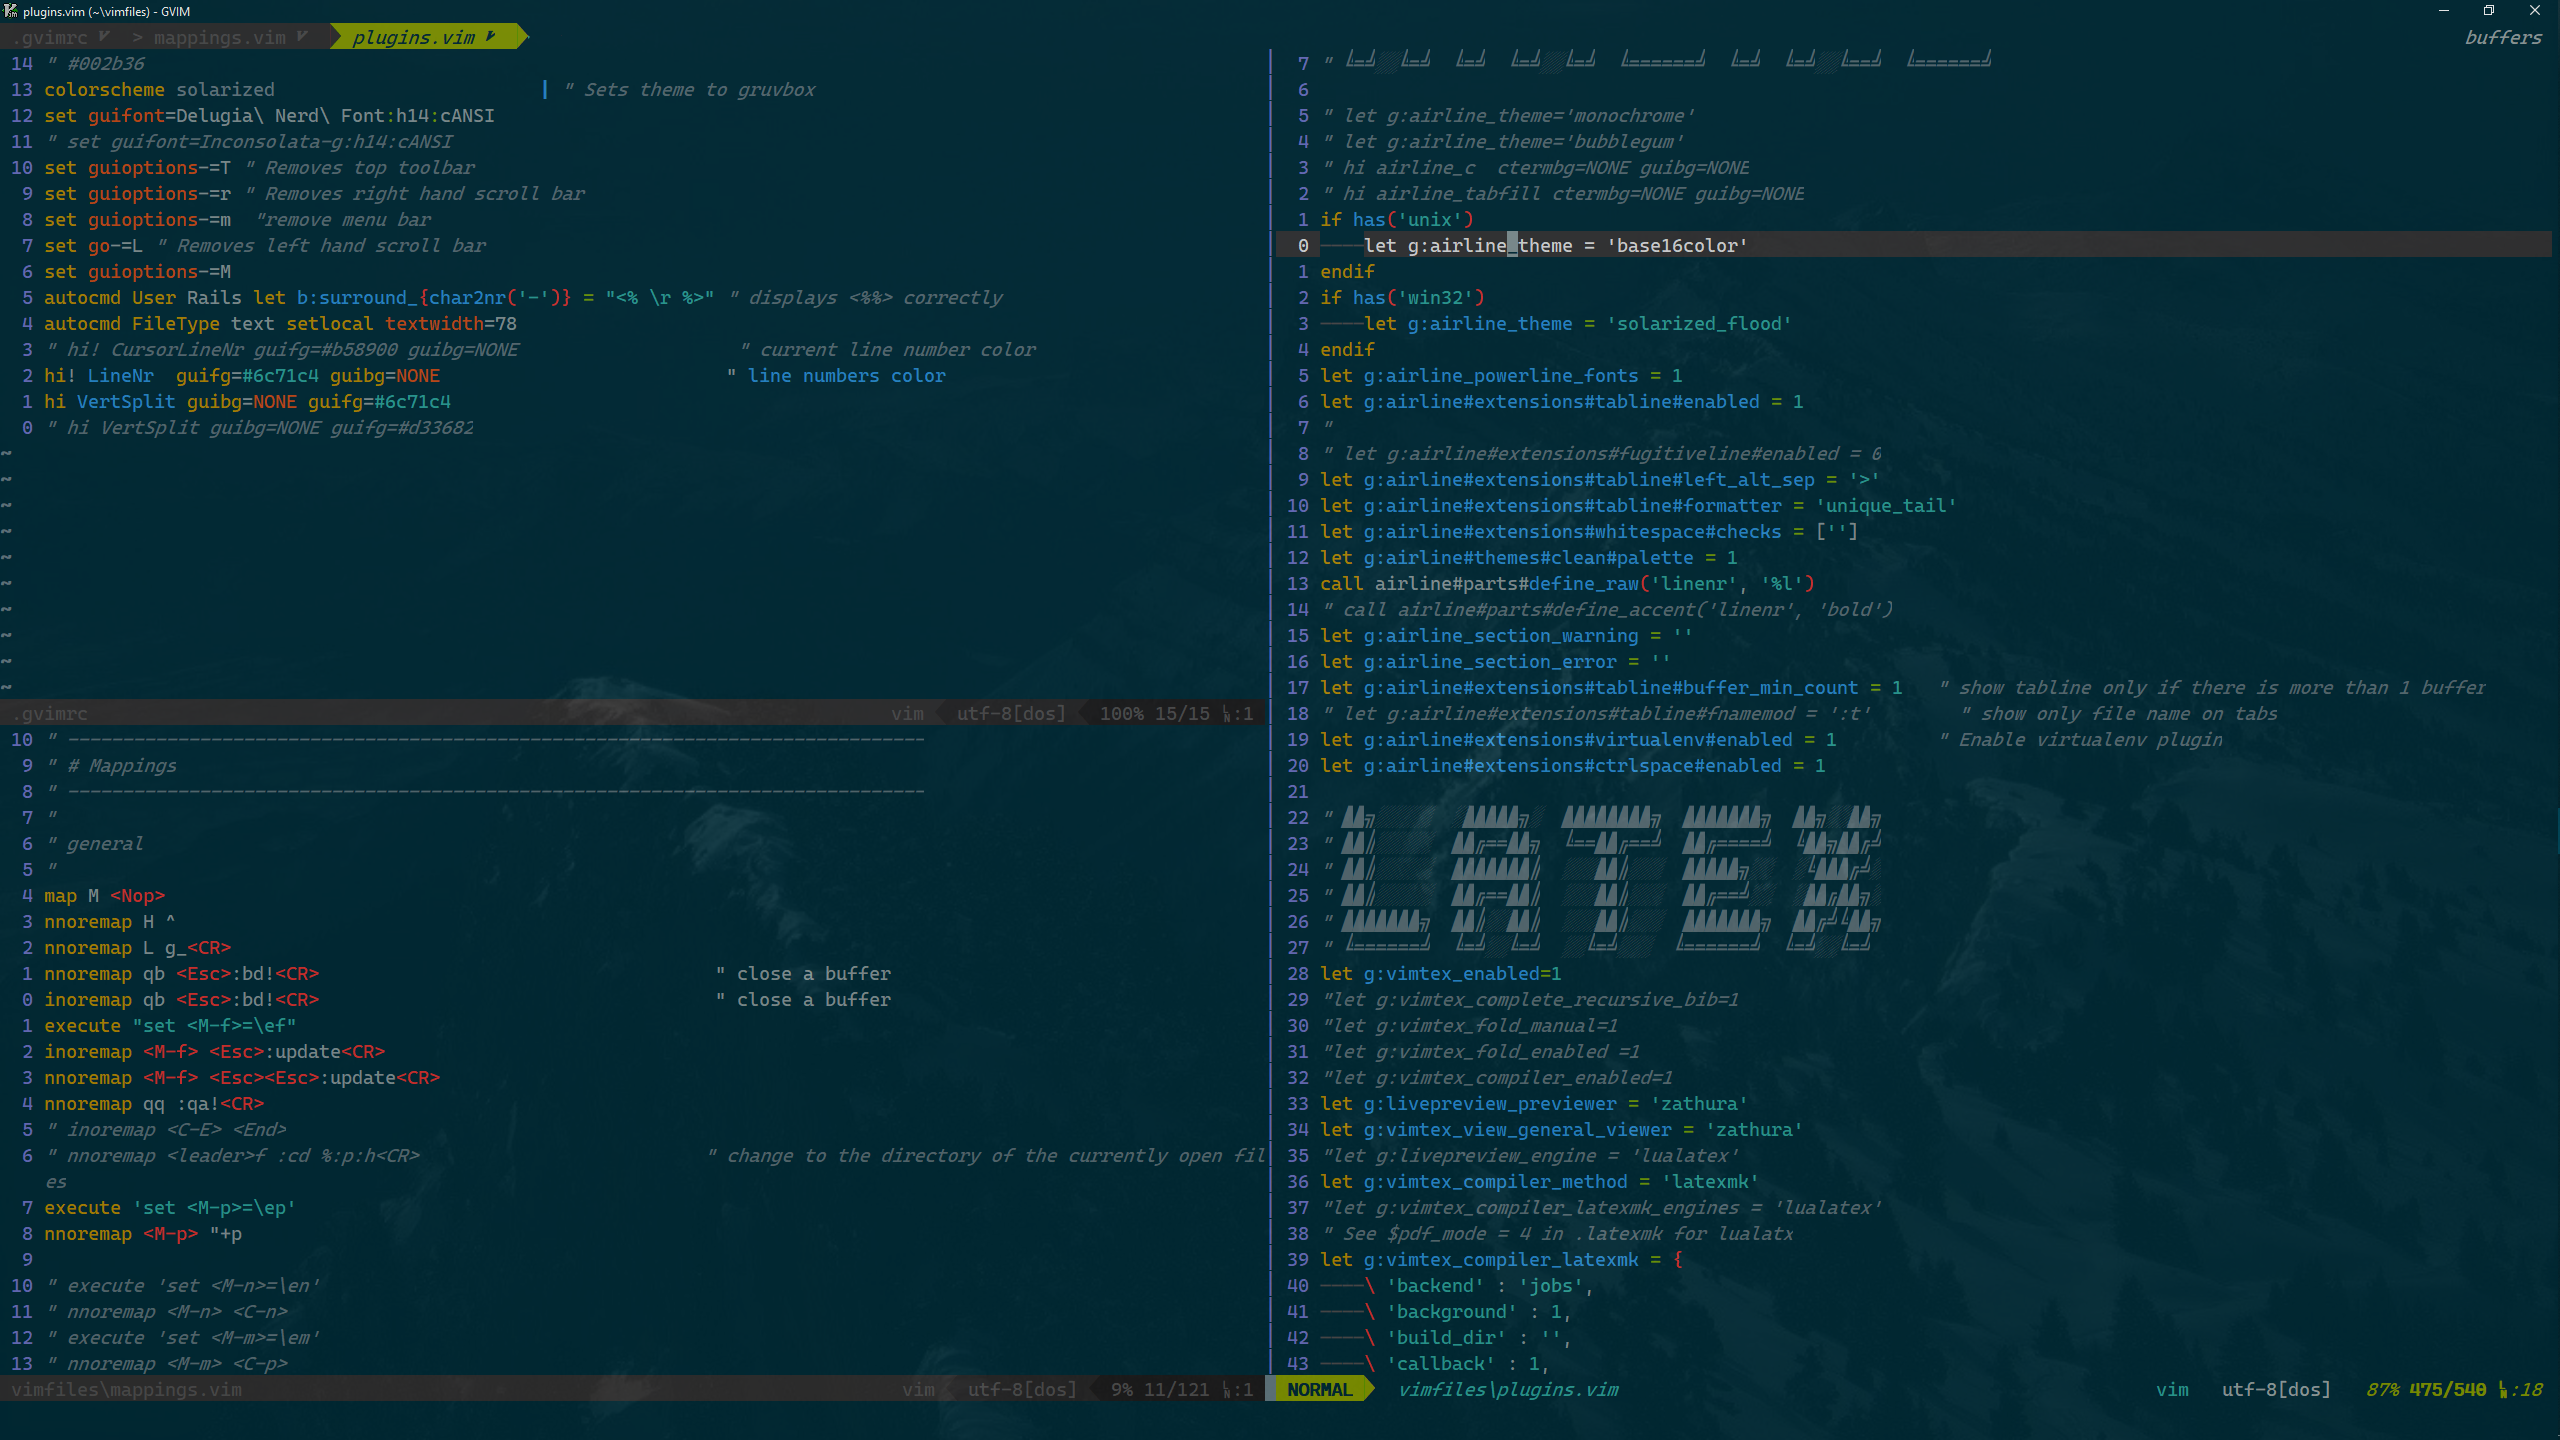 plugins.vim (~\vimfiles) - GVIM
.gvimrc > mappings.vim plugins.vim buffers
14 " #002b36
13 colorscheme solarized | " Sets theme to gruvbox
12 set guifont=Delugia\ Nerd\ Font:h14:cANSI
11 " set guifont=Inconsolata-g:h14:cANSI
10 set guioptions-=T " Removes top toolbar
9 set guioptions-=r " Removes right hand scroll bar
8 set guioptions-=m "remove menu bar
7 set go-=L " Removes left hand scroll bar
6 set guioptions-=M
5 autocmd User Rails let b:surround_{char2nr('-')} = "<% \r %>" " displays <%%> correctly
4 autocmd FileType text setlocal textwidth=78
3 " hi! CursorLineNr guifg=#b58900 guibg=NONE " current line number color
2 hi! LineNr guifg=#6c71c4 guibg=NONE " line numbers color
1 hi VertSplit guibg=NONE guifg=#6c71c4
0 " hi VertSplit guibg=NONE guifg=#d33682
~
~
~
~
~
~
~
~
~
~
.gvimrc vim utf-8[dos] 100% 15/15 :1
10 " ------------------------------------------------------------------------------
9 " # Mappings
8 " ------------------------------------------------------------------------------
7 "
6 " general
5 "
4 map M <Nop>
3 nnoremap H ^
2 nnoremap L g_<CR>
1 nnoremap qb <Esc>:bd!<CR> " close a buffer
0 inoremap qb <Esc>:bd!<CR> " close a buffer
1 execute "set <M-f>=\ef"
2 inoremap <M-f> <Esc>:update<CR>
3 nnoremap <M-f> <Esc><Esc>:update<CR>
4 nnoremap qq :qa!<CR>
5 " inoremap <C-E> <End>
6 " nnoremap <leader>f :cd %:p:h<CR> " change to the directory of the currently open fil
es
7 execute 'set <M-p>=\ep'
8 nnoremap <M-p> "+p
9
10 " execute 'set <M-n>=\en'
11 " nnoremap <M-n> <C-n>
12 " execute 'set <M-m>=\em'
13 " nnoremap <M-m> <C-p>
vimfiles\mappings.vim vim utf-8[dos] 9% 11/121 :1
7 "
6
5 " let g:airline_theme='monochrome'
4 " let g:airline_theme='bubblegum'
3 " hi airline_c ctermbg=NONE guibg=NONE
2 " hi airline_tabfill ctermbg=NONE guibg=NONE
1 if has('unix')
0 let g:airline_theme = 'base16color'
1 endif
2 if has('win32')
3 let g:airline_theme = 'solarized_flood'
4 endif
5 let g:airline_powerline_fonts = 1
6 let g:airline#extensions#tabline#enabled = 1
7 "
8 " let g:airline#extensions#fugitiveline#enabled = 0
9 let g:airline#extensions#tabline#left_alt_sep = '>'
10 let g:airline#extensions#tabline#formatter = 'unique_tail'
11 let g:airline#extensions#whitespace#checks = ['']
12 let g:airline#themes#clean#palette = 1
13 call airline#parts#define_raw('linenr', '%l')
14 " call airline#parts#define_accent('linenr', 'bold')
15 let g:airline_section_warning = ''
16 let g:airline_section_error = ''
17 let g:airline#extensions#tabline#buffer_min_count = 1 " show tabline only if there is more than 1 buffer
18 " let g:airline#extensions#tabline#fnamemod = ':t' " show only file name on tabs
19 let g:airline#extensions#virtualenv#enabled = 1 " Enable virtualenv plugin
20 let g:airline#extensions#ctrlspace#enabled = 1
21
22 "
23 "
24 " LATEX
25 "
26 "
27 "
28 let g:vimtex_enabled=1
29 "let g:vimtex_complete_recursive_bib=1
30 "let g:vimtex_fold_manual=1
31 "let g:vimtex_fold_enabled =1
32 "let g:vimtex_compiler_enabled=1
33 let g:livepreview_previewer = 'zathura'
34 let g:vimtex_view_general_viewer = 'zathura'
35 "let g:livepreview_engine = 'lualatex'
36 let g:vimtex_compiler_method = 'latexmk'
37 "let g:vimtex_compiler_latexmk_engines = 'lualatex'
38 " See $pdf_mode = 4 in .latexmk for lualatx
39 let g:vimtex_compiler_latexmk = {
40 \ 'backend' : 'jobs',
41 \ 'background' : 1,
42 \ 'build_dir' : '',
43 \ 'callback' : 1,
NORMAL vimfiles\plugins.vim vim utf-8[dos] 87% 475/540 :18